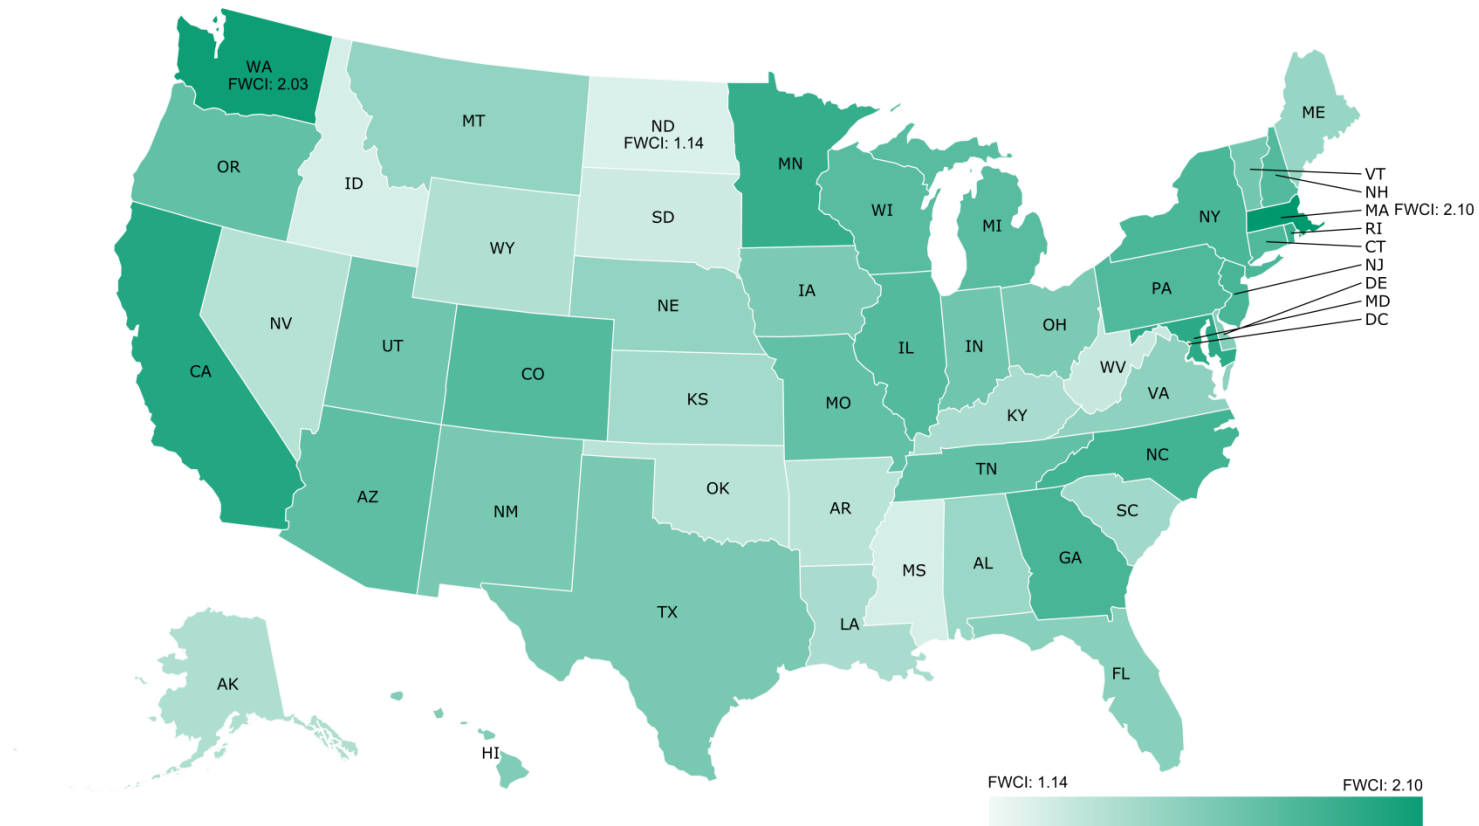 WA
FWCI: 2.03
MT
ND
FWCI: 1.14
MN
ME
OR
ID
SD
WI
MI
NY
VT
NH
MA FWCI: 2.10
RI
CT
NJ
DE
MD
DC
WY
NE
IA
PA
NV
UT
CO
IL
IN
OH
WV
VA
CA
KS
MO
KY
NC
AZ
NM
OK
AR
TN
SC
MS
AL
GA
TX
LA
FL
AK
HI
FWCI: 1.14
FWCI: 2.10